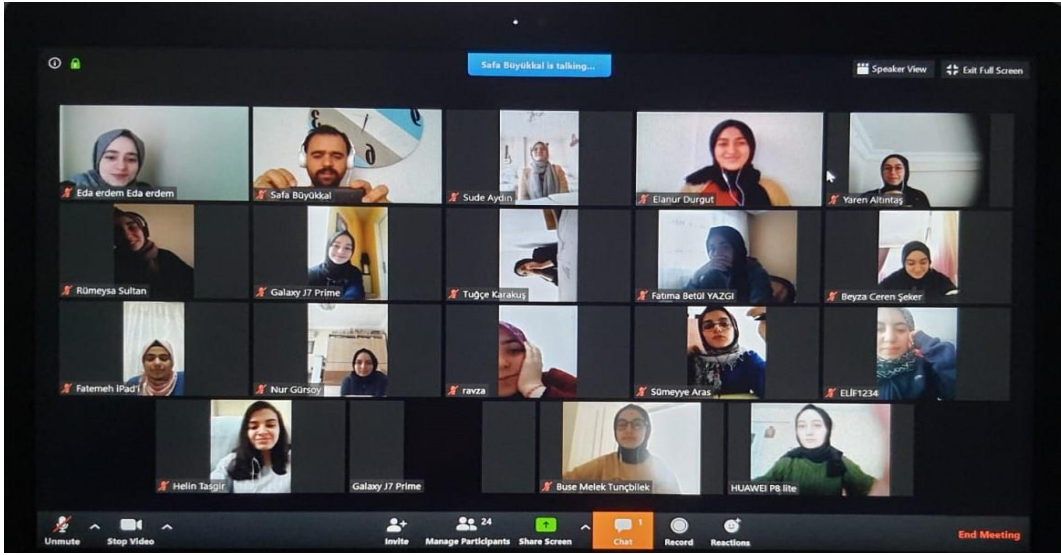 Safa Büyükkal is talking...
Speaker View
Exit Full Screen
3
9
6
Eda erdem Eda erdem
Safa Büyükkal
Sude Aydın
Elanur Durgut
Yaren Altıntaş
Rümeysa Sultan
Galaxy J7 Prime
Tuğçe Karakuş
Fatıma Betül YAZGI
Beyza Ceren Şeker
Fatemeh iPad'i
Nur Gürsoy
ravza
Sümeyye Aras
ELİF1234
Helin Tasgir
Galaxy J7 Prime
Buse Melek Tunçbilek
HUAWEI P8 lite
Unmute
Stop Video
Invite
24
Manage Participants
Share Screen
1
Chat
Record
Reactions
End Meeting